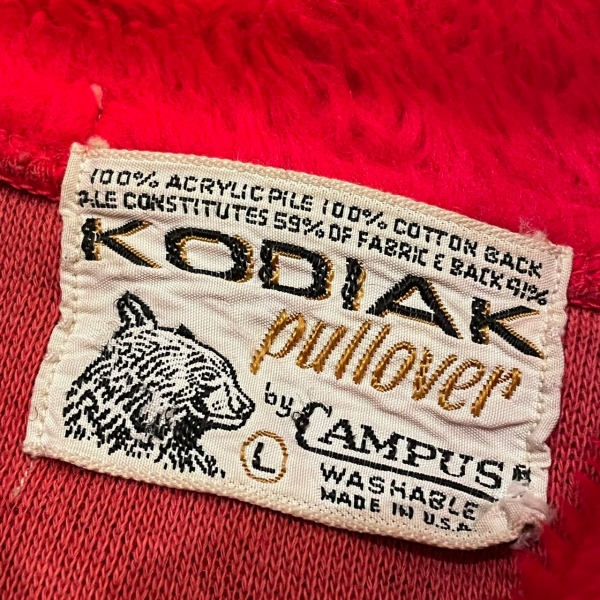 100% ACRYLIC PILE 100% COTTON BACK
PILE CONSTITUTES 59% OF FABRIC & BACK 41%
KODIAK
pullover
by CAMPUS
L
WASHABLE
MADE IN U.S.A.